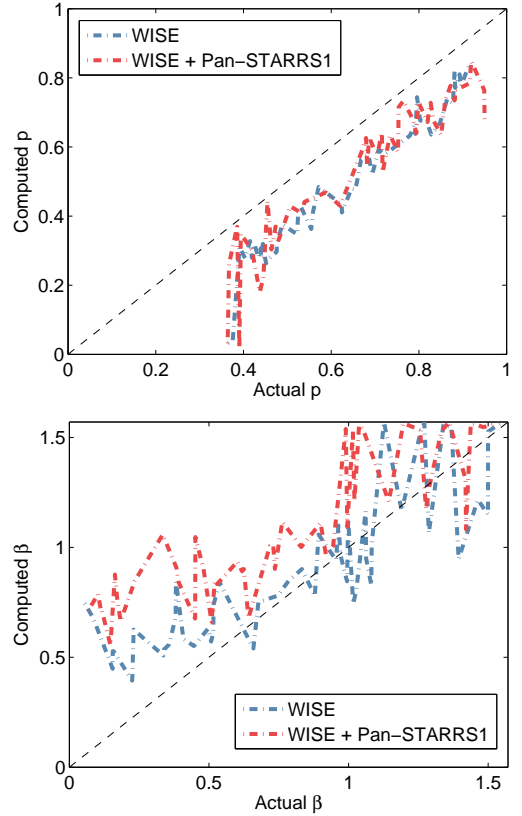 1
0.8
0.6
0.4
0.2
0
0 0.2 0.4 0.6 0.8 1
Computed p
Actual p
WISE
WISE + Pan−STARRS1
1.5
1
0.5
0
0 0.5 1 1.5
Computed β
Actual β
WISE
WISE + Pan−STARRS1